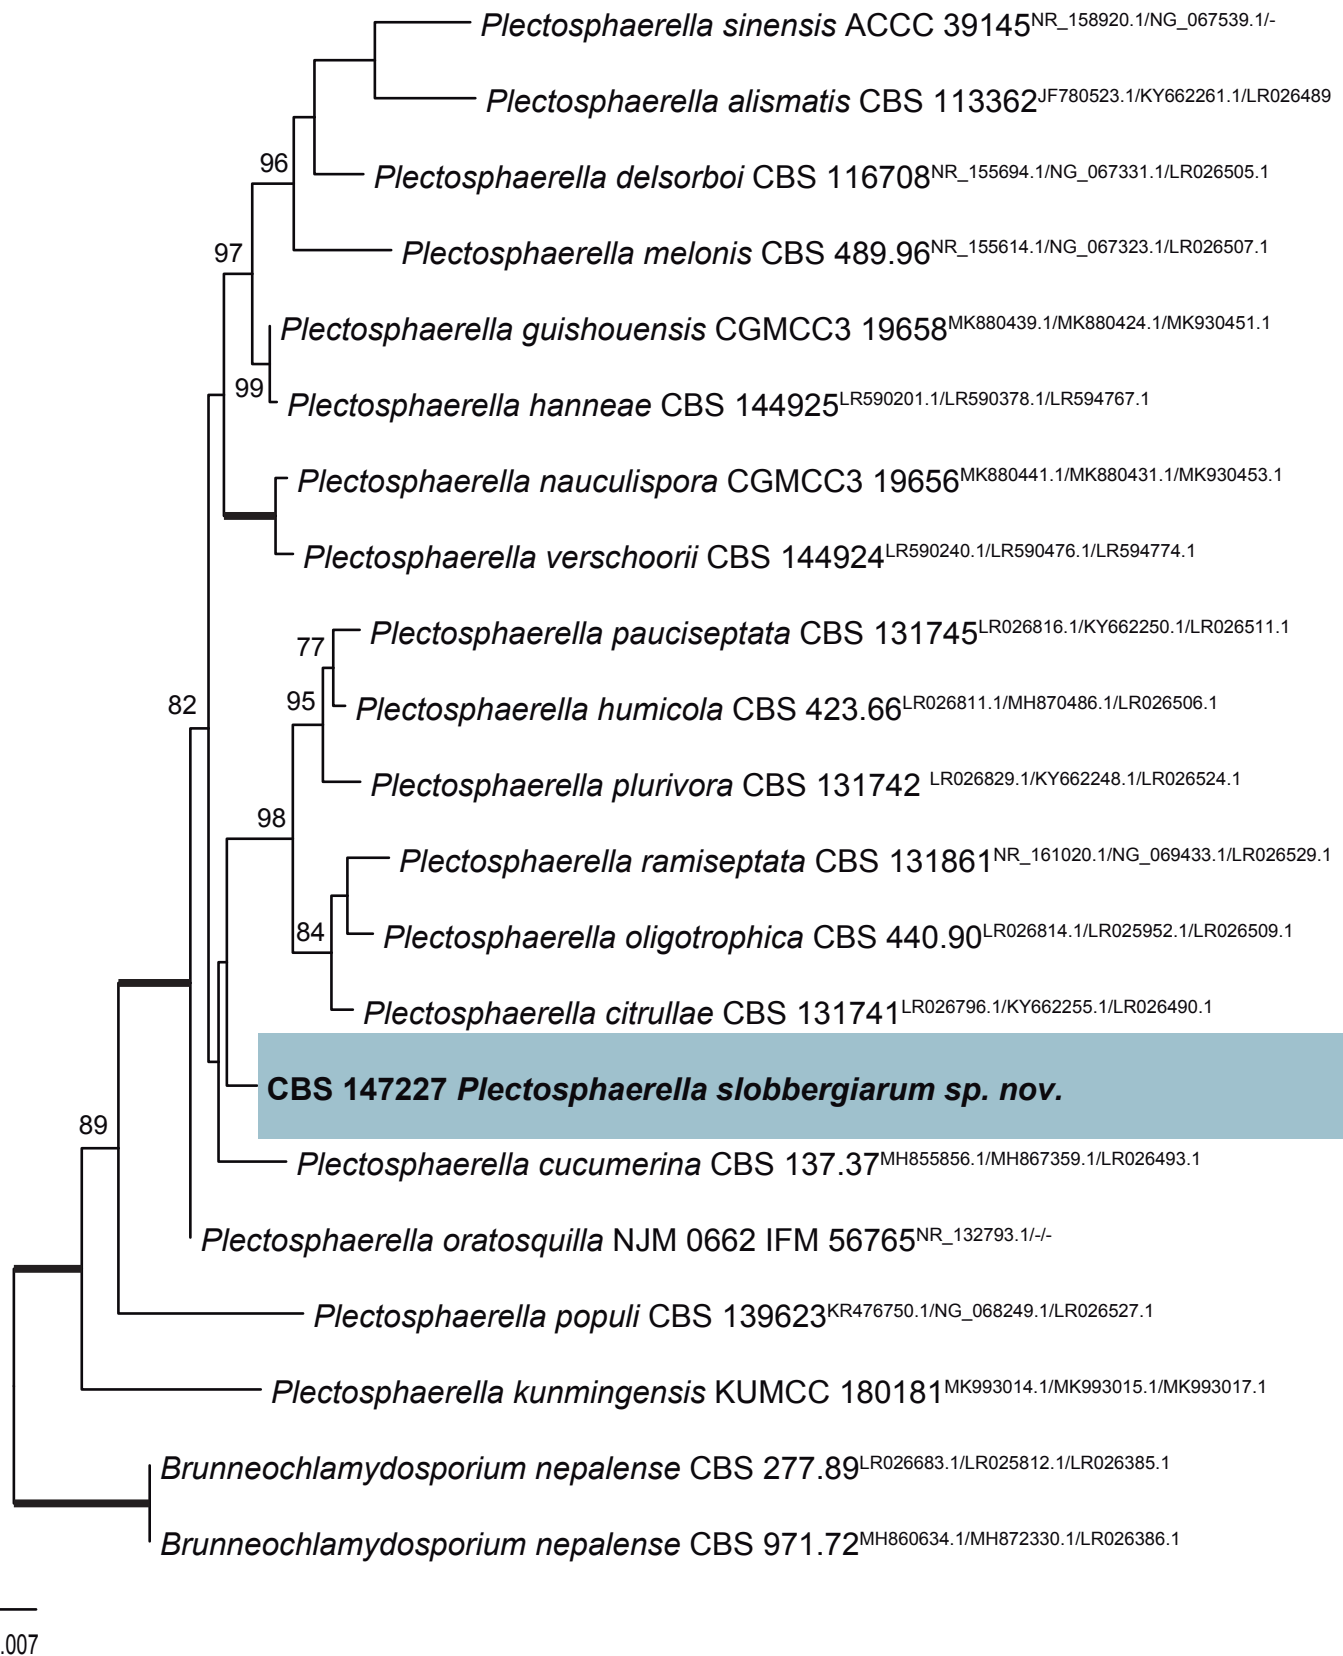 Plectosphaerella sinensis ACCC 39145NR_158920.1/NG_067539.1/-
Plectosphaerella alismatis CBS 113362JF780523.1/KY662261.1/LR026489
Plectosphaerella delsorboi CBS 116708NR_155694.1/NG_067331.1/LR026505.1
96
Plectosphaerella melonis CBS 489.96NR_155614.1/NG_067323.1/LR026507.1
97
Plectosphaerella guishouensis CGMCC3 19658MK880439.1/MK880424.1/MK930451.1
99
Plectosphaerella hanneae CBS 144925LR590201.1/LR590378.1/LR594767.1
Plectosphaerella nauculispora CGMCC3 19656MK880441.1/MK880431.1/MK930453.1
Plectosphaerella verschoorii CBS 144924LR590240.1/LR590476.1/LR594774.1
Plectosphaerella pauciseptata CBS 131745LR026816.1/KY662250.1/LR026511.1
77
95
82
Plectosphaerella humicola CBS 423.66LR026811.1/MH870486.1/LR026506.1
Plectosphaerella plurivora CBS 131742 LR026829.1/KY662248.1/LR026524.1
98
Plectosphaerella ramiseptata CBS 131861NR_161020.1/NG_069433.1/LR026529.1
84
Plectosphaerella oligotrophica CBS 440.90LR026814.1/LR025952.1/LR026509.1
Plectosphaerella citrullae CBS 131741LR026796.1/KY662255.1/LR026490.1
CBS 147227 Plectosphaerella slobbergiarum sp. nov.
89
Plectosphaerella cucumerina CBS 137.37MH855856.1/MH867359.1/LR026493.1
Plectosphaerella oratosquilla NJM 0662 IFM 56765NR_132793.1/-/-
Plectosphaerella populi CBS 139623KR476750.1/NG_068249.1/LR026527.1
Plectosphaerella kunmingensis KUMCC 180181MK993014.1/MK993015.1/MK993017.1
Brunneochlamydosporium nepalense CBS 277.89LR026683.1/LR025812.1/LR026385.1
Brunneochlamydosporium nepalense CBS 971.72MH860634.1/MH872330.1/LR026386.1
.007